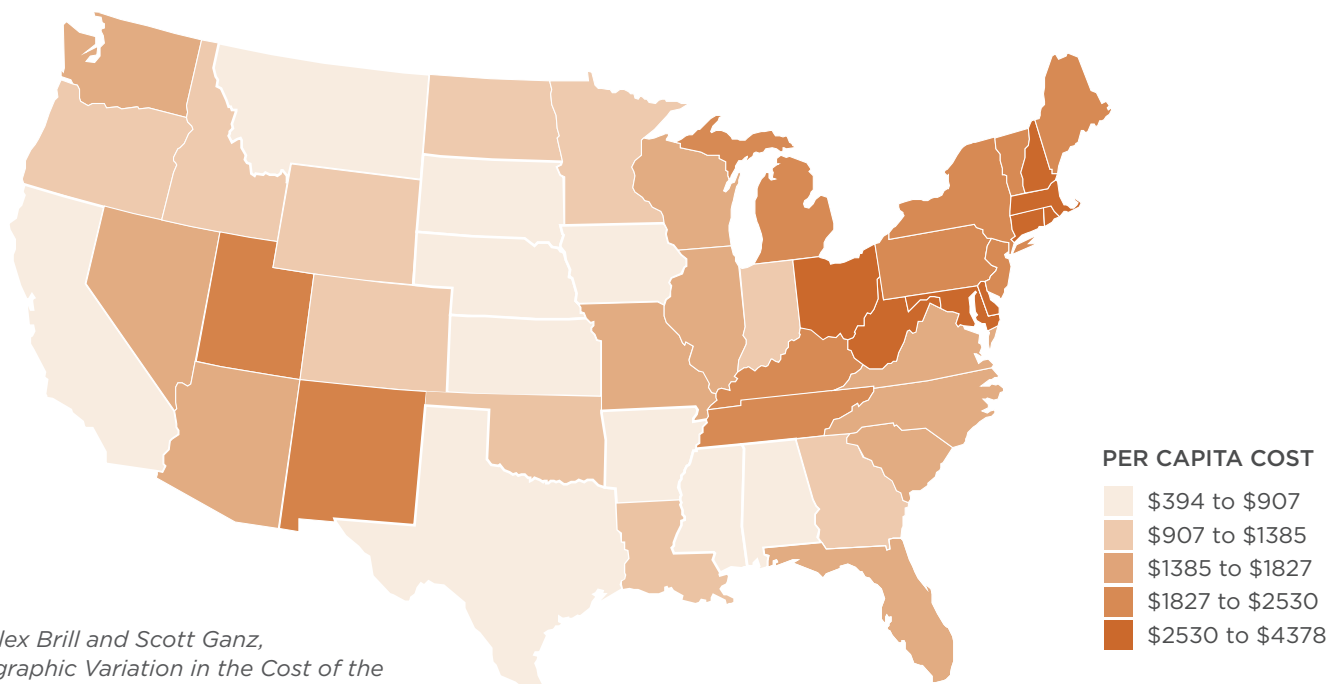 PER CAPITA COST
$394 to $907
$907 to $1385
$1385 to $1827
$1827 to $2530
$2530 to $4378
lex Brill and Scott Ganz,
graphic Variation in the Cost of the